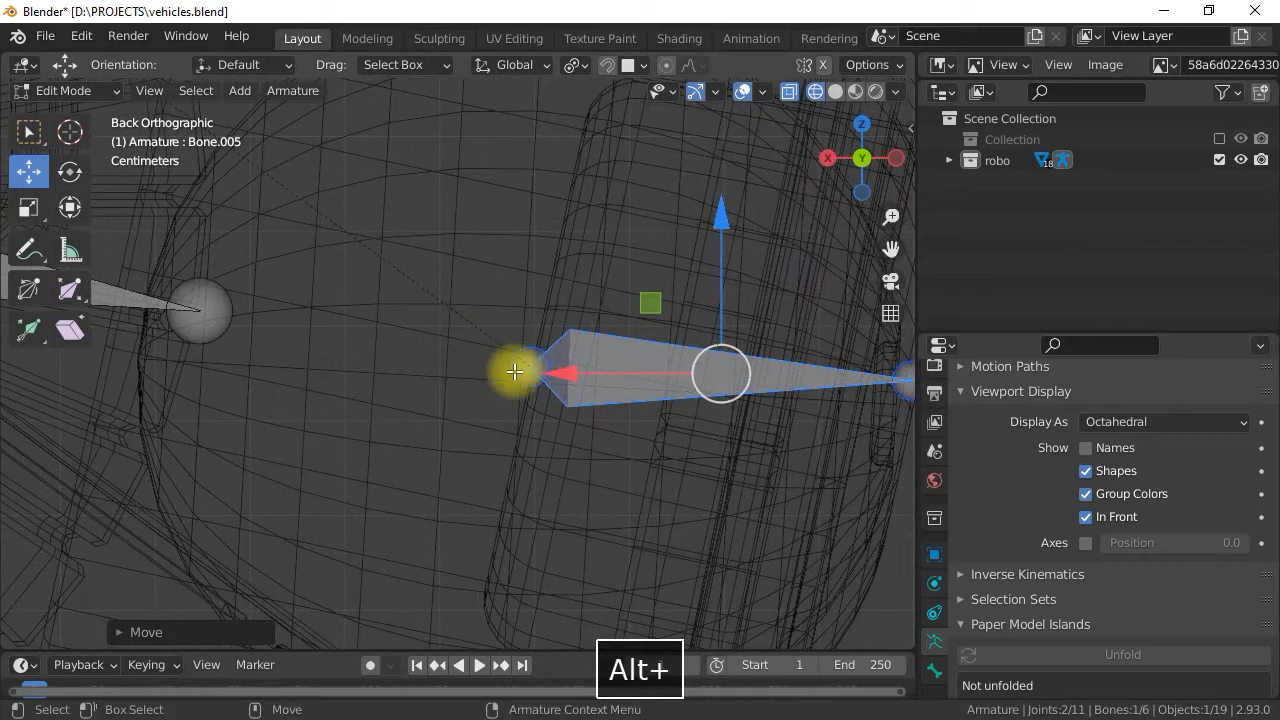 Blender* [D:\PROJECTS\vehicles.blend]
File Edit Render Window Help Layout Modeling Sculpting UV Editing Texture Paint Shading Animation Rendering Scene View Layer
Orientation: Default Drag: Select Box Global X Options View View Image 58a6d02264330
Edit Mode View Select Add Armature
Back Orthographic
(1) Armature : Bone.005
Centimeters
Z
X Y
Scene Collection
Collection
robo 18
Motion Paths
Viewport Display
Display As Octahedral
Show Names
Shapes
Group Colors
In Front
Axes Position 0.0
Inverse Kinematics
Selection Sets
Paper Model Islands
Unfold
Not unfolded
Move
Alt+
Playback Keying View Marker Start 1 End 250
Select Box Select Move Armature Context Menu Armature | Joints:2/11 | Bones:1/6 | Objects:1/19 | 2.93.0